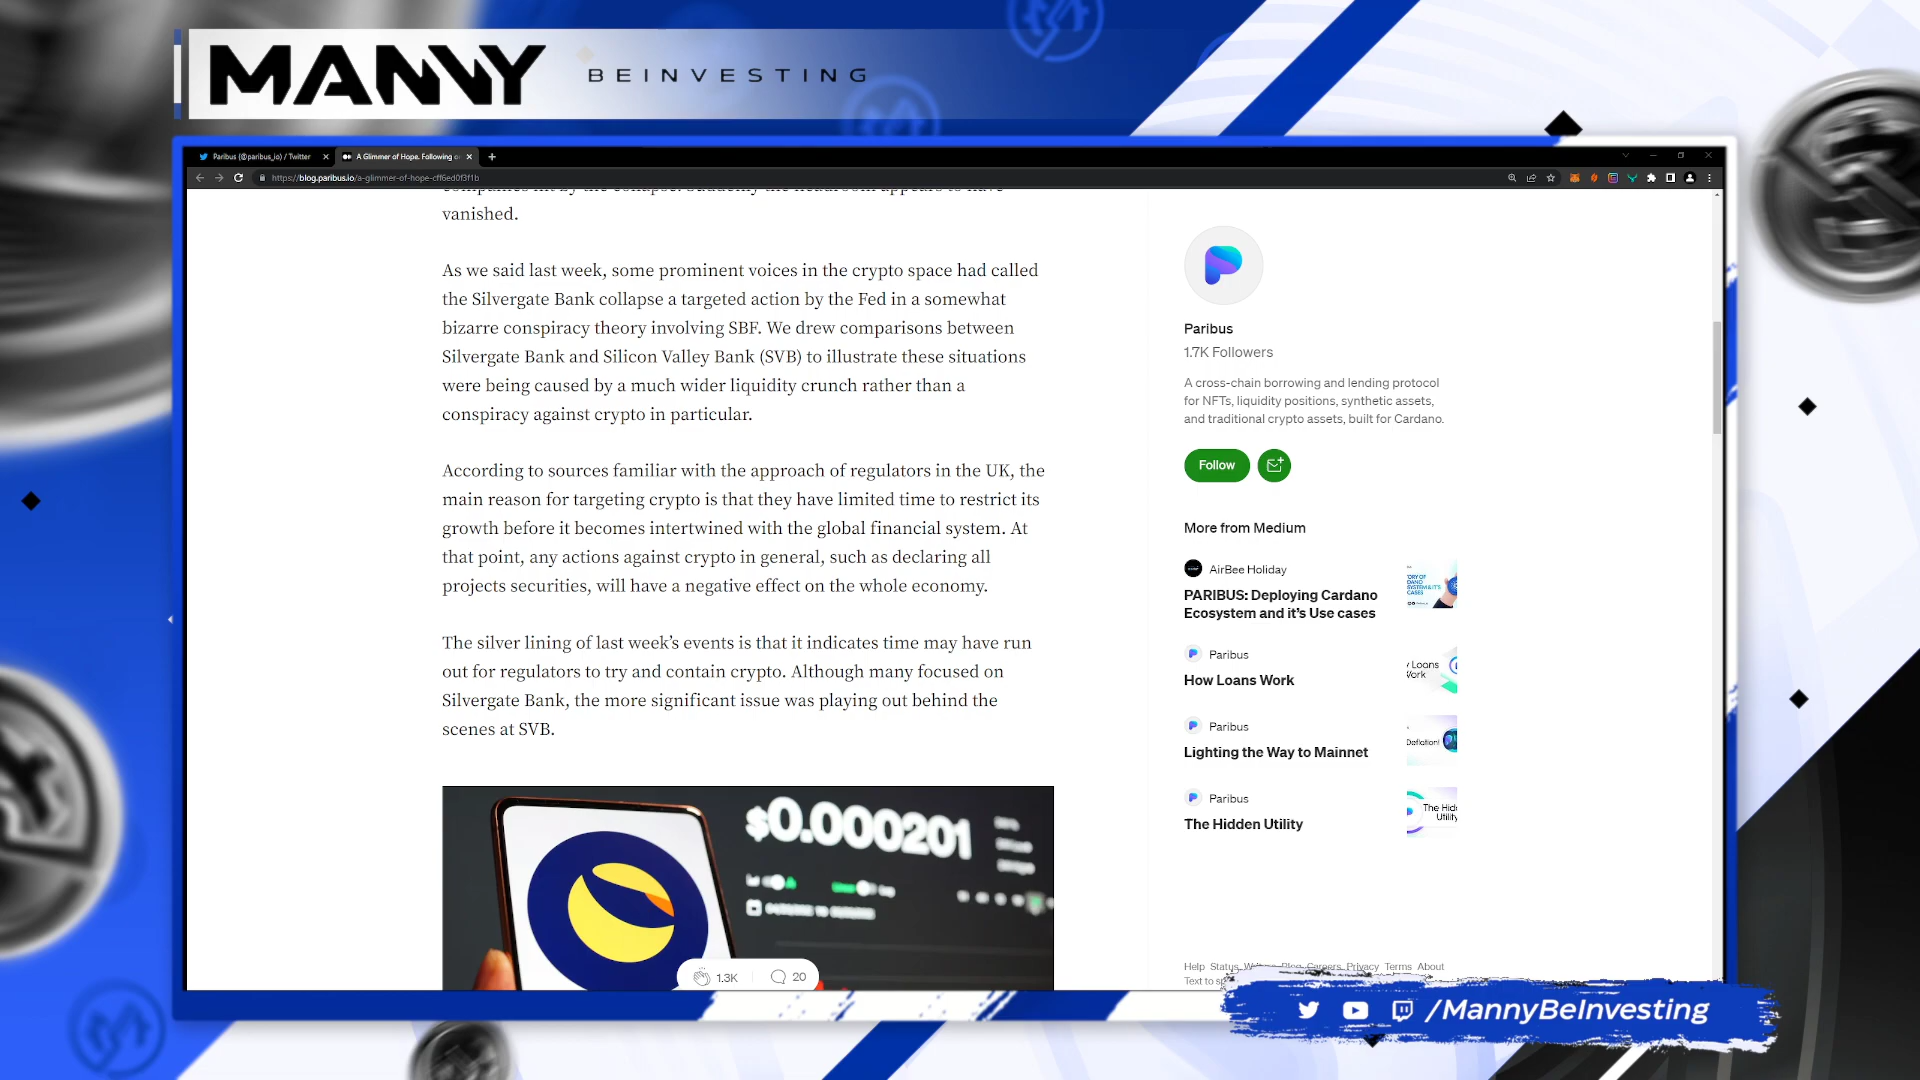 MANNY
BEINVESTING
Paribus (@paribus_io) / Twitter
A Glimmer of Hope. Following
https://blog.paribus.io/a-glimmer-of-hope-cff6ed0f3f1b
vanished.
As we said last week, some prominent voices in the crypto space had called
the Silvergate Bank collapse a targeted action by the Fed in a somewhat
bizarre conspiracy theory involving SBF. We drew comparisons between
Silvergate Bank and Silicon Valley Bank (SVB) to illustrate these situations
were being caused by a much wider liquidity crunch rather than a
conspiracy against crypto in particular.
According to sources familiar with the approach of regulators in the UK, the
main reason for targeting crypto is that they have limited time to restrict its
growth before it becomes intertwined with the global financial system. At
that point, any actions against crypto in general, such as declaring all
projects securities, will have a negative effect on the whole economy.
The silver lining of last week's events is that it indicates time may have run
out for regulators to try and contain crypto. Although many focused on
Silvergate Bank, the more significant issue was playing out behind the
scenes at SVB.
$0.000201
1.3K
20
Paribus
1.7K Followers
A cross-chain borrowing and lending protocol
for NFTs, liquidity positions, synthetic assets,
and traditional crypto assets, built for Cardano.
Follow
More from Medium
AirBee Holiday
PARIBUS: Deploying Cardano
Ecosystem and it's Use cases
Paribus
How Loans Work
Paribus
Lighting the Way to Mainnet
Deflation!
Paribus
The Hidden Utility
Help Status Blog Careers Privacy Terms About
Text to
/MannyBeInvesting